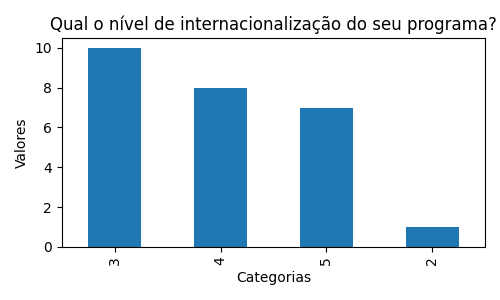 Qual o nível de internacionalização do seu programa?
10
8
6
4
2
0
Valores
3 4 5 2
Categorias